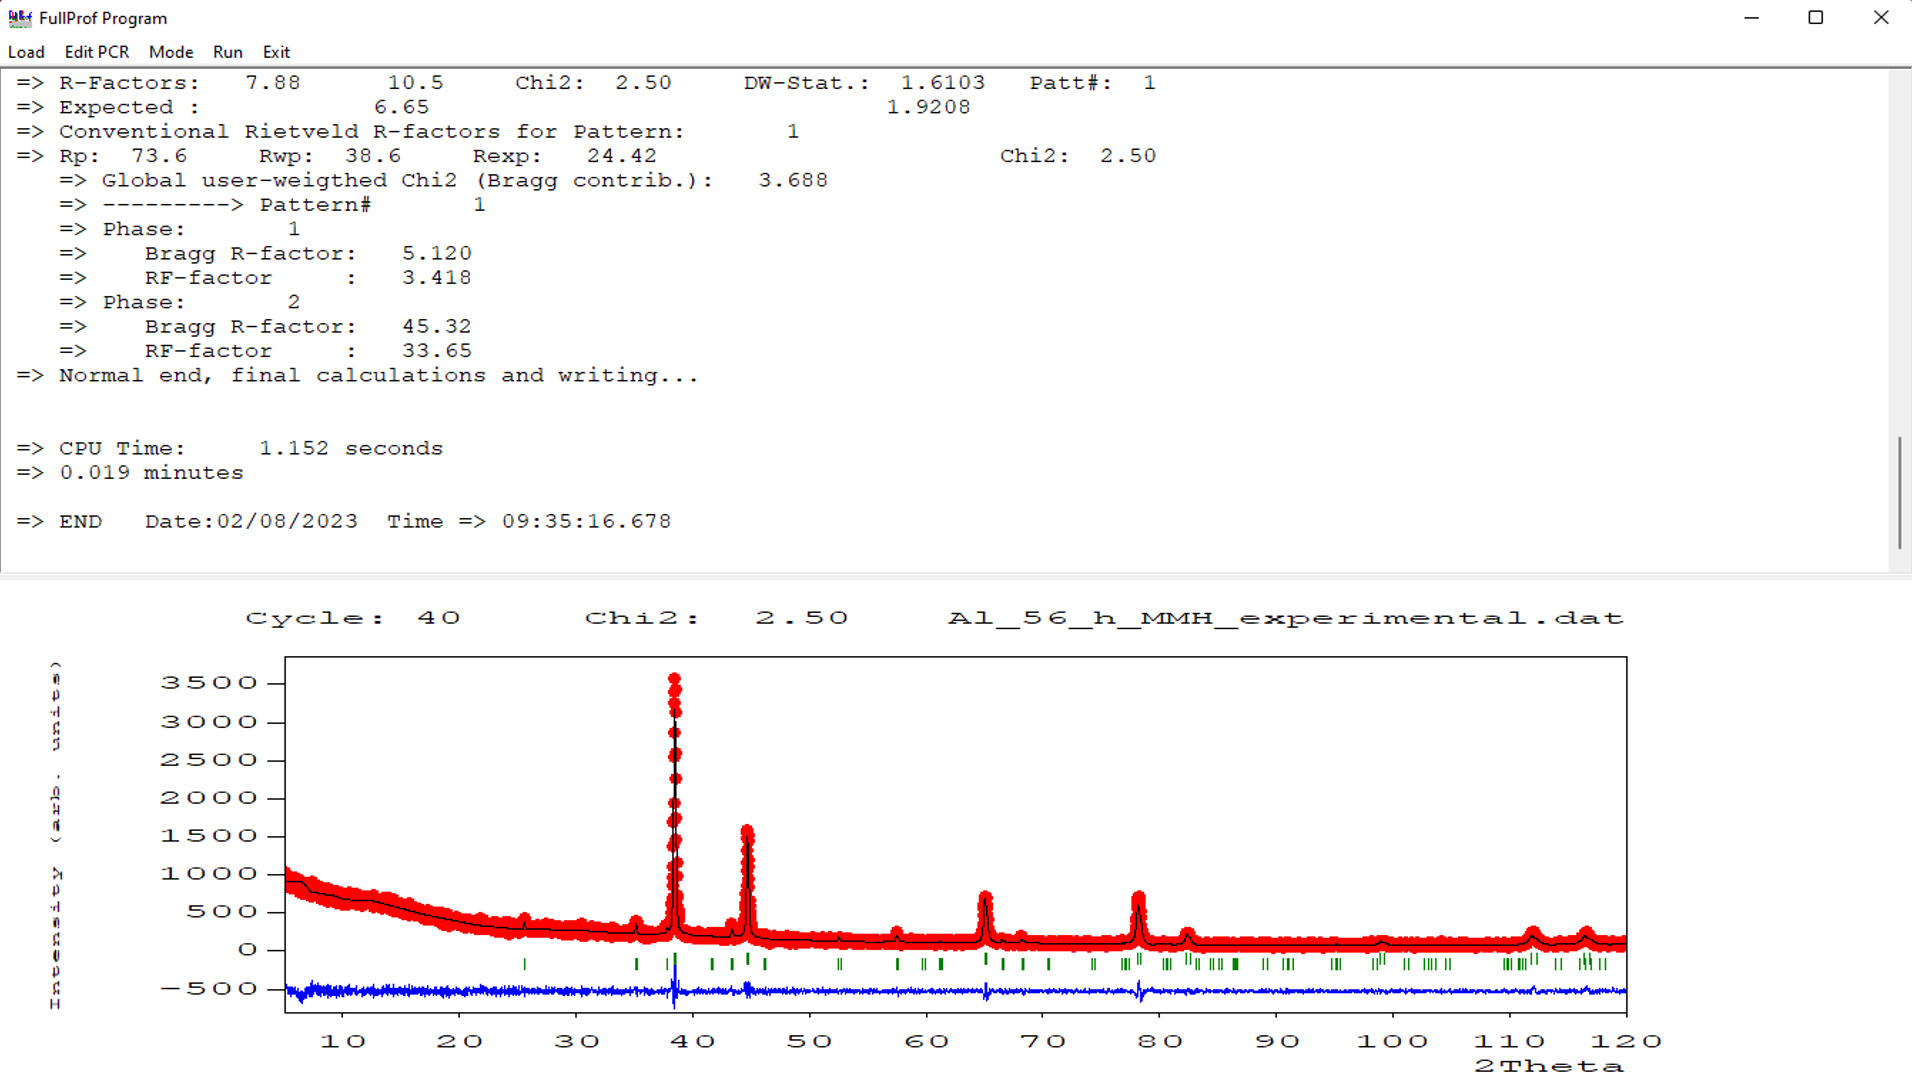 FullProf Program
Load Edit PCR Mode Run Exit
=> R-Factors: 7.88 10.5 Chi2: 2.50 DW-Stat.: 1.6103 Patt#: 1
=> Expected : 6.65 1.9208
=> Conventional Rietveld R-factors for Pattern: 1
=> Rp: 73.6 Rwp: 38.6 Rexp: 24.42 Chi2: 2.50
=> Global user-weigthed Chi2 (Bragg contrib.): 3.688
=> ---------> Pattern# 1
=> Phase: 1
=> Bragg R-factor: 5.120
=> RF-factor : 3.418
=> Phase: 2
=> Bragg R-factor: 45.32
=> RF-factor : 33.65
=> Normal end, final calculations and writing...
=> CPU Time: 1.152 seconds
=> 0.019 minutes
=> END Date:02/08/2023 Time => 09:35:16.678
Cycle: 40 Chi2: 2.50 Al_56_h_MMH_experimental.dat
Intensity (arb. units)
3500
3000
2500
2000
1500
1000
500
0
-500
10 20 30 40 50 60 70 80 90 100 110 120
2Theta